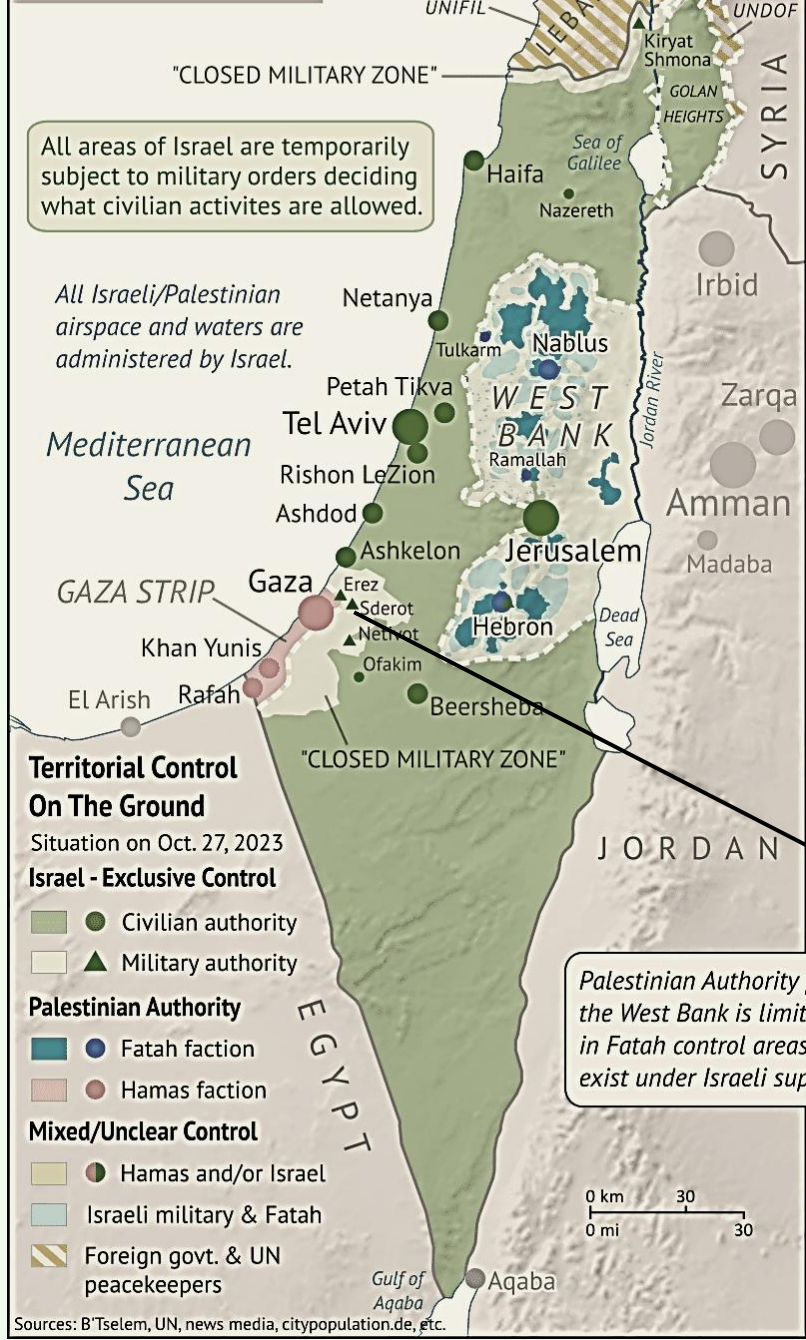 UNIFIL
UNDOF
Kiryat
Shmona
"CLOSED MILITARY ZONE"
GOLAN
HEIGHTS
SYRIA
All areas of Israel are temporarily
subject to military orders deciding
what civilian activites are allowed.
Sea of
Galilee
Haifa
Nazereth
Irbid
All Israeli/Palestinian
airspace and waters are
administered by Israel.
Netanya
Tulkarm
Nablus
Jordan River
Petah Tikva
WEST
BANK
Zarqa
Tel Aviv
Mediterranean
Sea
Ramallah
Rishon LeZion
Amman
Ashdod
Jerusalem
Madaba
Ashkelon
GAZA STRIP
Gaza
Erez
Sderot
Hebron
Dead
Sea
Netivot
Khan Yunis
Ofakim
El Arish
Rafah
Beersheba
"CLOSED MILITARY ZONE"
Territorial Control
On The Ground
Situation on Oct. 27, 2023
JORDAN
Israel - Exclusive Control
Civilian authority
Military authority
Palestinian Authority
the West Bank is limit
in Fatah control areas
exist under Israeli sup
EGYPT
Palestinian Authority
Fatah faction
Hamas faction
Mixed/Unclear Control
Hamas and/or Israel
Israeli military & Fatah
Foreign govt. & UN
peacekeepers
0 km 30
0 mi 30
Gulf of
Aqaba
Aqaba
Sources: B'Tselem, UN, news media, citypopulation.de, etc.